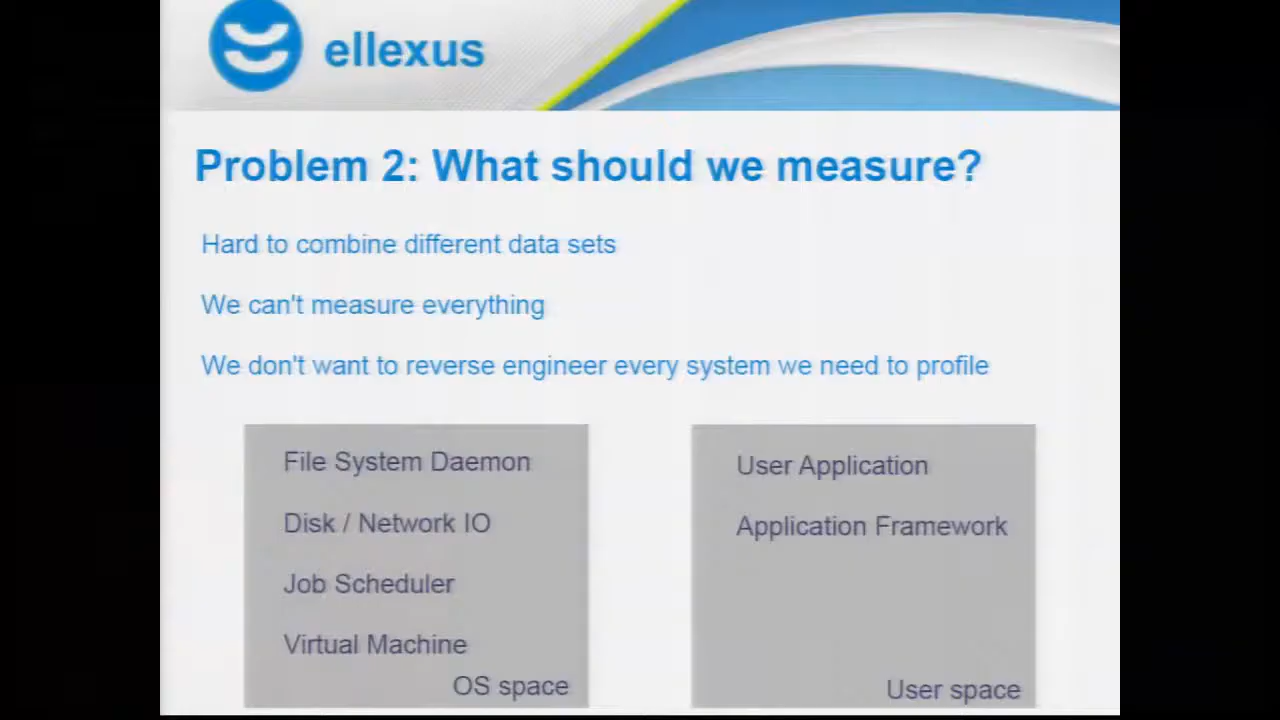 ellexus
Problem 2: What should we measure?
Hard to combine different data sets
We can't measure everything
We don't want to reverse engineer every system we need to profile
File System Daemon
Disk / Network IO
Job Scheduler
Virtual Machine
OS space
User Application
Application Framework
User space